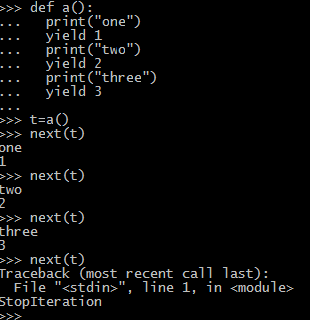 >>> def a():
...   print("one")
...   yield 1
...   print("two")
...   yield 2
...   print("three")
...   yield 3
...
>>> t=a()
>>> next(t)
one
1
>>> next(t)
two
2
>>> next(t)
three
3
>>> next(t)
Traceback (most recent call last):
  File "<stdin>", line 1, in <module>
StopIteration
>>>